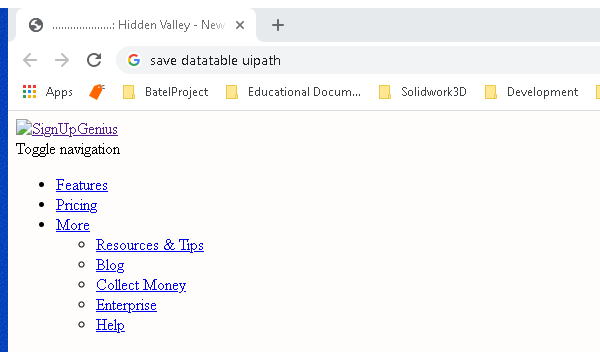 ....................: Hidden Valley - New
save datatable uipath
Apps BatelProject Educational Docum... Solidwork3D Development
SignUpGenius
Toggle navigation
Features
Pricing
More
Resources & Tips
Blog
Collect Money
Enterprise
Help